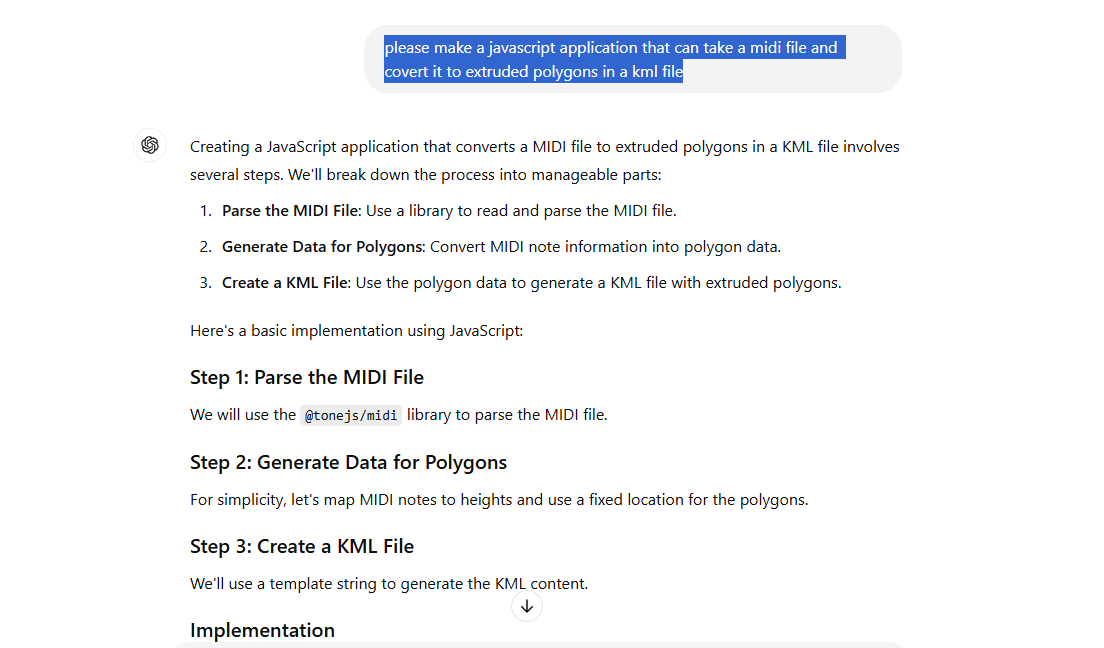 please make a javascript application that can take a midi file and
covert it to extruded polygons in a kml file
Creating a JavaScript application that converts a MIDI file to extruded polygons in a KML file involves
several steps. We'll break down the process into manageable parts:
1. Parse the MIDI File: Use a library to read and parse the MIDI file.
2. Generate Data for Polygons: Convert MIDI note information into polygon data.
3. Create a KML File: Use the polygon data to generate a KML file with extruded polygons.
Here's a basic implementation using JavaScript:
Step 1: Parse the MIDI File
We will use the @tonejs/midi library to parse the MIDI file.
Step 2: Generate Data for Polygons
For simplicity, let's map MIDI notes to heights and use a fixed location for the polygons.
Step 3: Create a KML File
We'll use a template string to generate the KML content.
Implementation